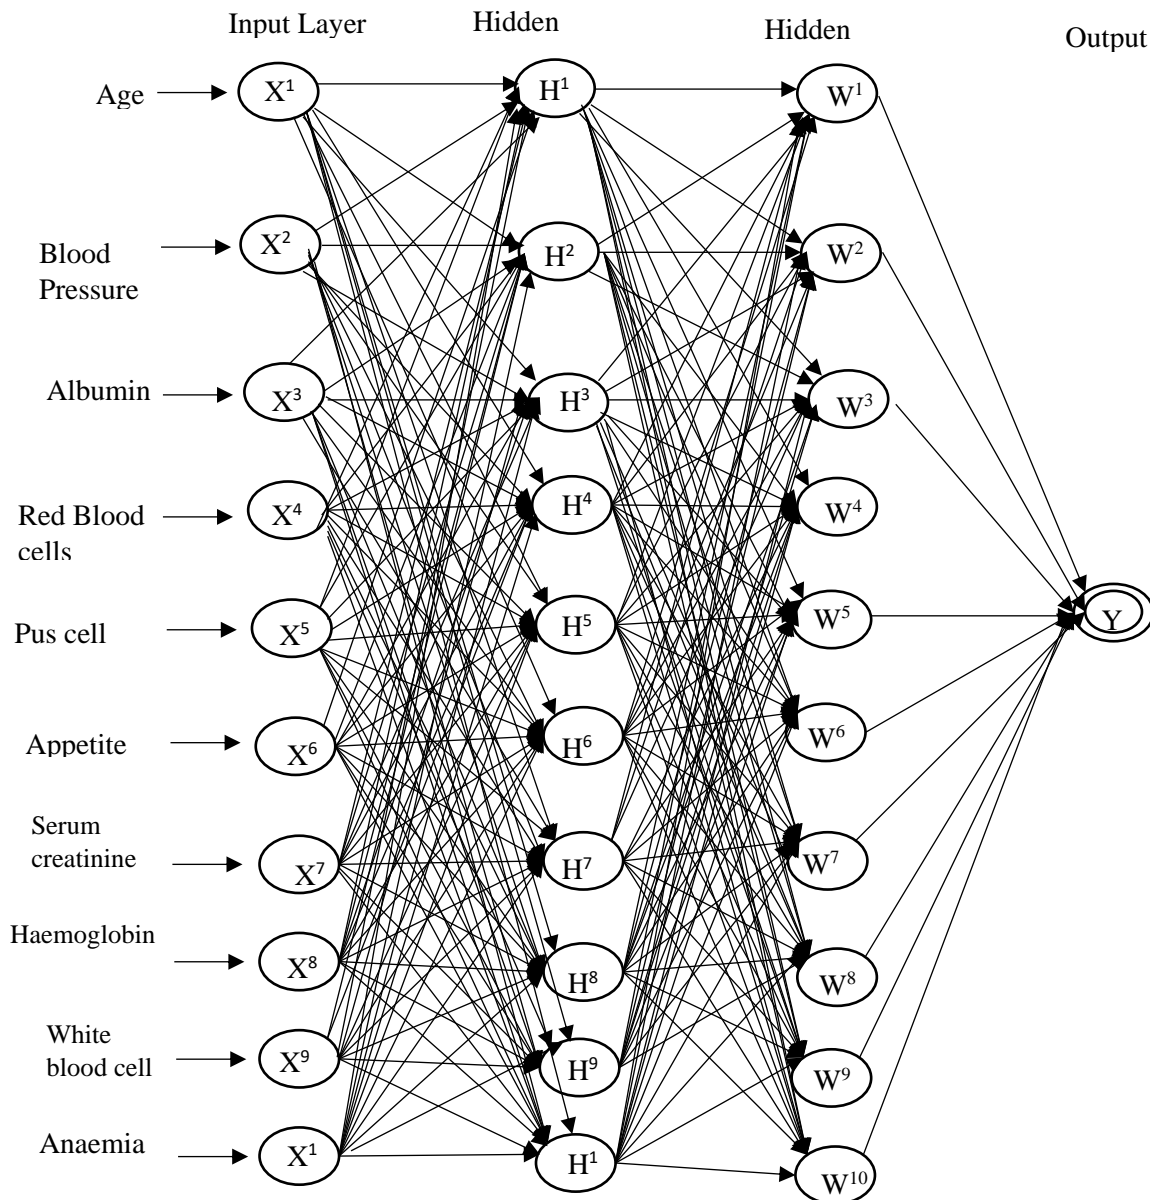 Input Layer
Hidden
Hidden
Output
Age
X¹
H¹
W¹
Blood
Pressure
X²
H²
W²
Albumin
X³
H³
W³
Red Blood
cells
X⁴
H⁴
W⁴
Pus cell
X⁵
H⁵
W⁵
Y
Appetite
X⁶
H⁶
W⁶
Serum
creatinine
X⁷
H⁷
W⁷
Haemoglobin
X⁸
H⁸
W⁸
White
blood cell
X⁹
H⁹
W⁹
Anaemia
X¹
H¹
W¹⁰